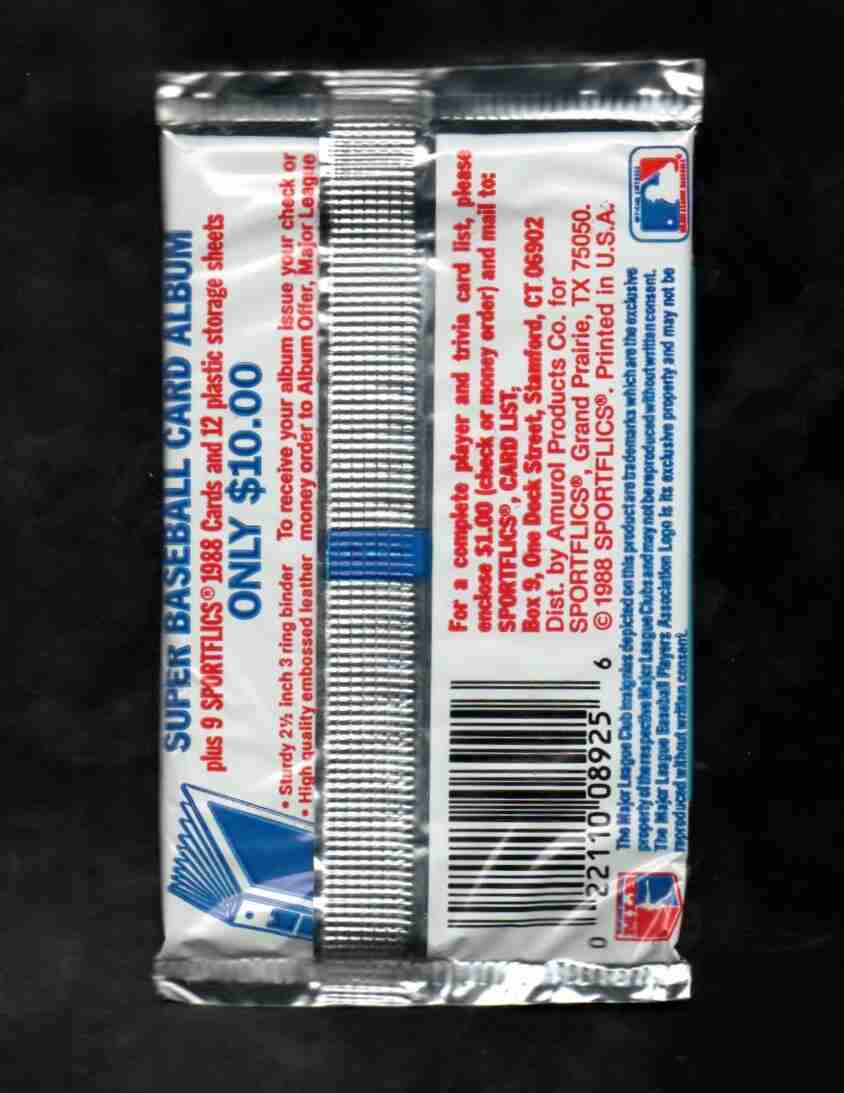 SUPER BASEBALL CARD ALBUM
plus 9 SPORTFLICS® 1988 Cards and 12 plastic storage sheets
ONLY $10.00
• Sturdy 2½ inch 3 ring binder
• High quality embossed leather
To receive your album issue your check or
money order to Album Offer, Major League
For a complete player and trivia card list, please
enclose $1.00 (check or money order) and mail to:
SPORTFLICS®, CARD LIST,
Box 9, One Dock Street, Stamford, CT 06902
Dist. by Amurol Products Co. for
SPORTFLICS®, Grand Prairie, TX 75050.
© 1988 SPORTFLICS®. Printed in U.S.A.
0 22110 08925 6
The Major League Club insignias depicted on this product are trademarks which are the exclusive
property of the respective Major League Clubs and may not be reproduced without written consent.
The Major League Baseball Players Association Logo is its exclusive property and may not be
reproduced without written consent.